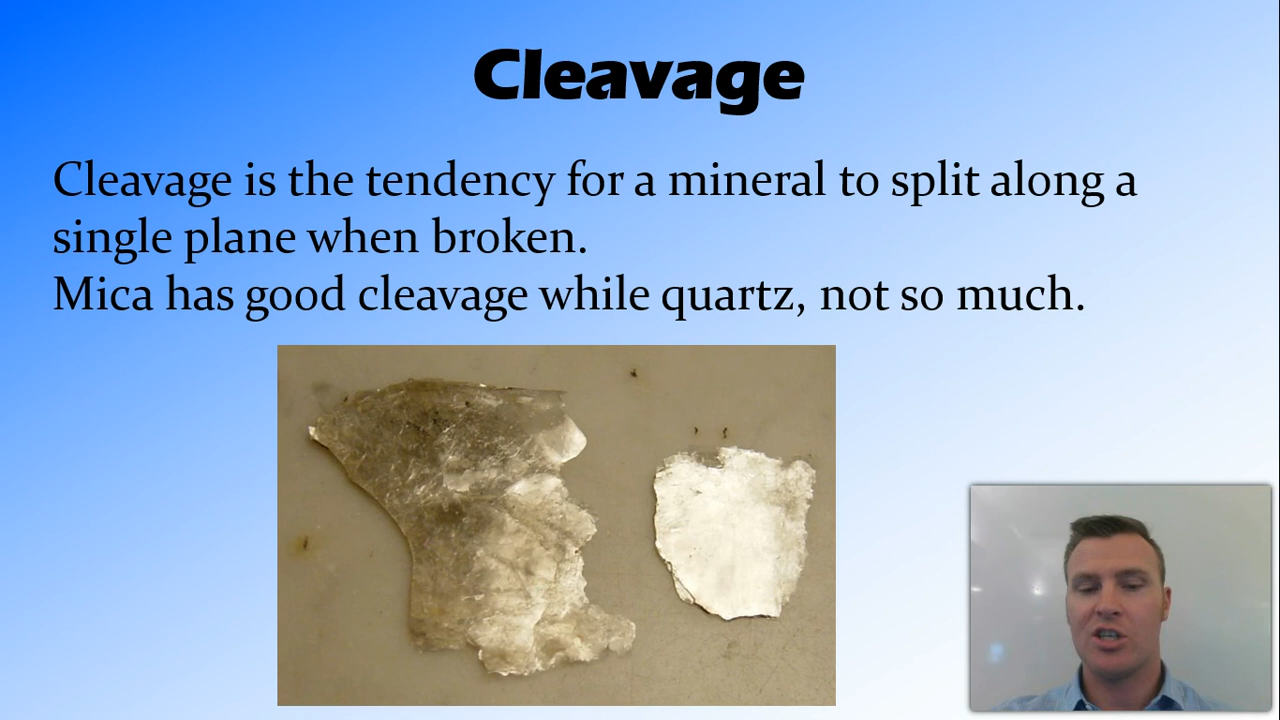 Cleavage
Cleavage is the tendency for a mineral to split along a
single plane when broken.
Mica has good cleavage while quartz, not so much.